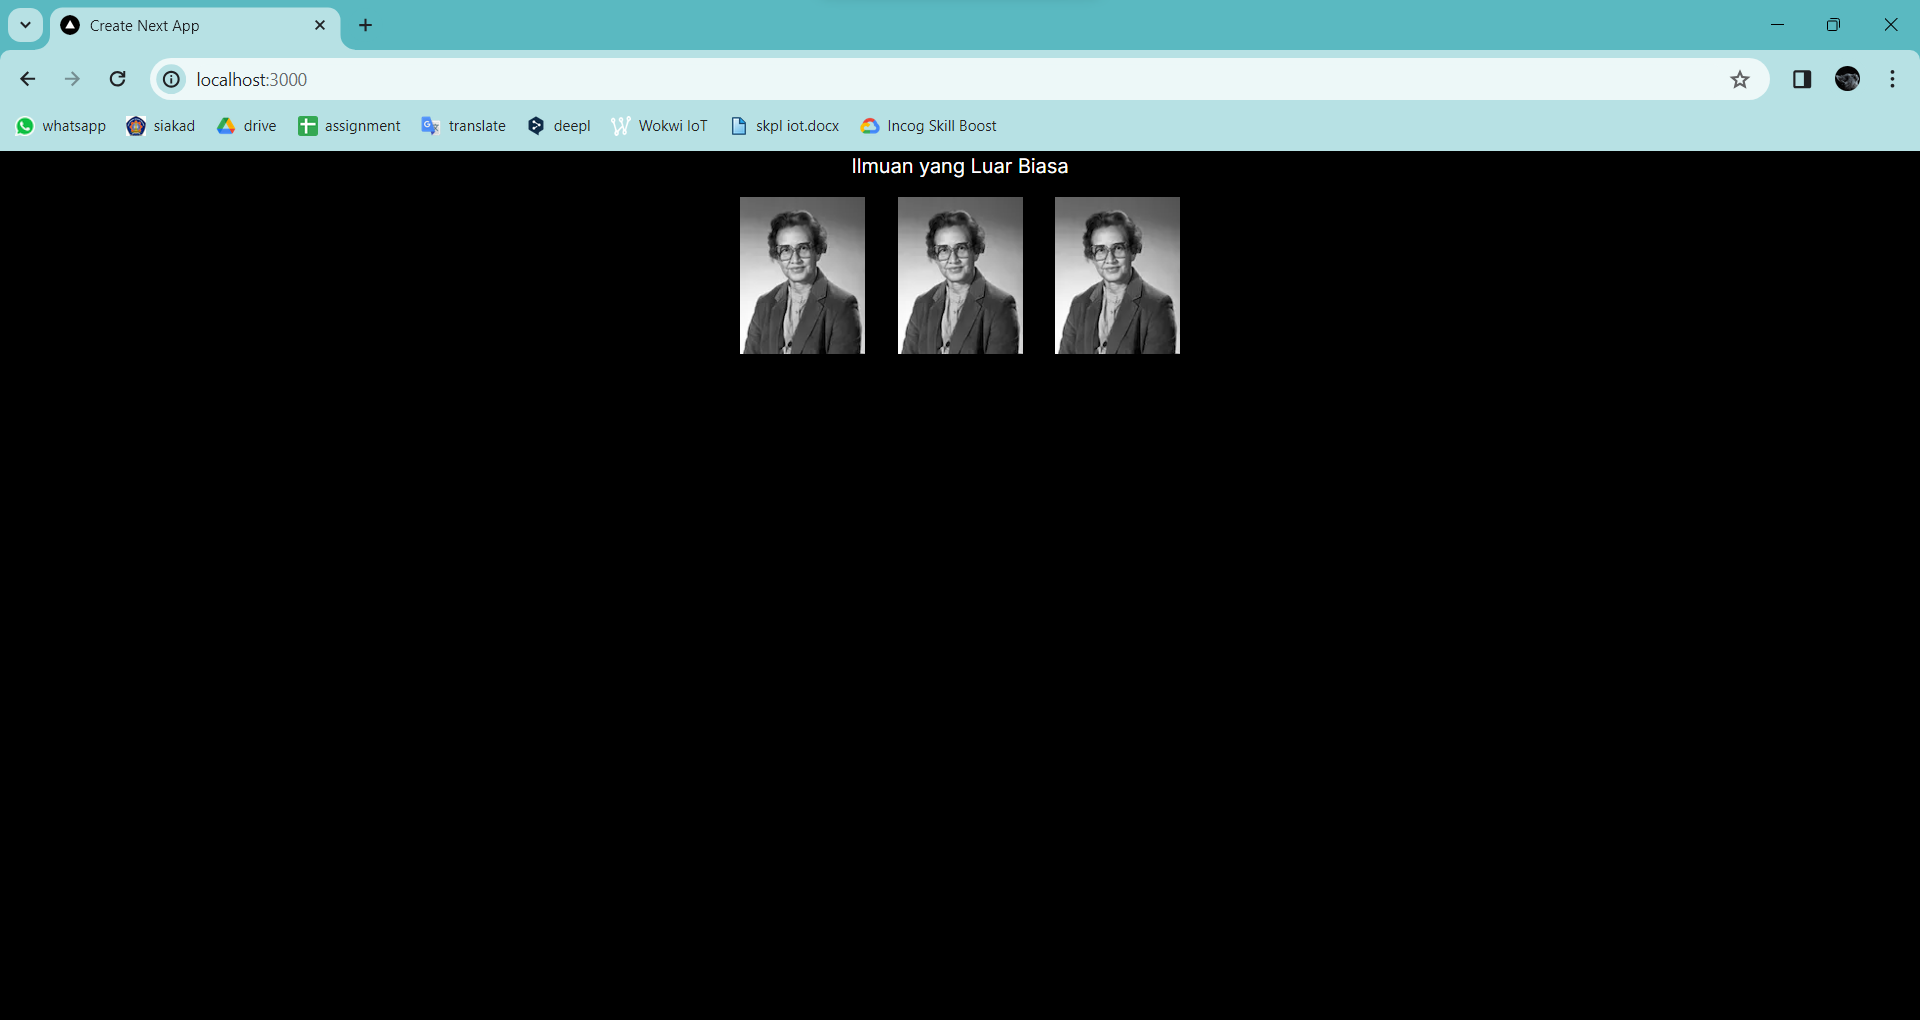 Create Next App
localhost:3000
whatsapp siakad drive assignment translate deepl Wokwi IoT skpl iot.docx Incog Skill Boost
Ilmuan yang Luar Biasa